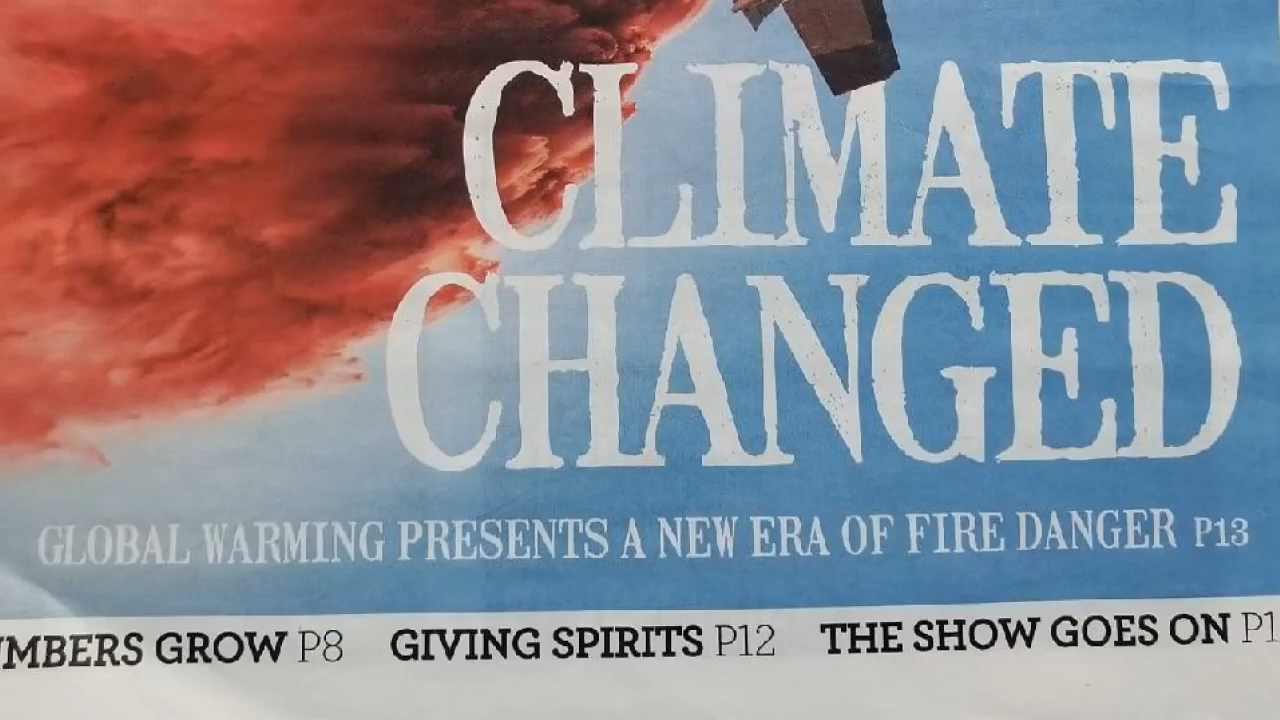 CLIMATE
CHANGED
GLOBAL WARMING PRESENTS A NEW ERA OF FIRE DANGER P13
GROW P8 GIVING SPIRITS P12 THE SHOW GOES ON